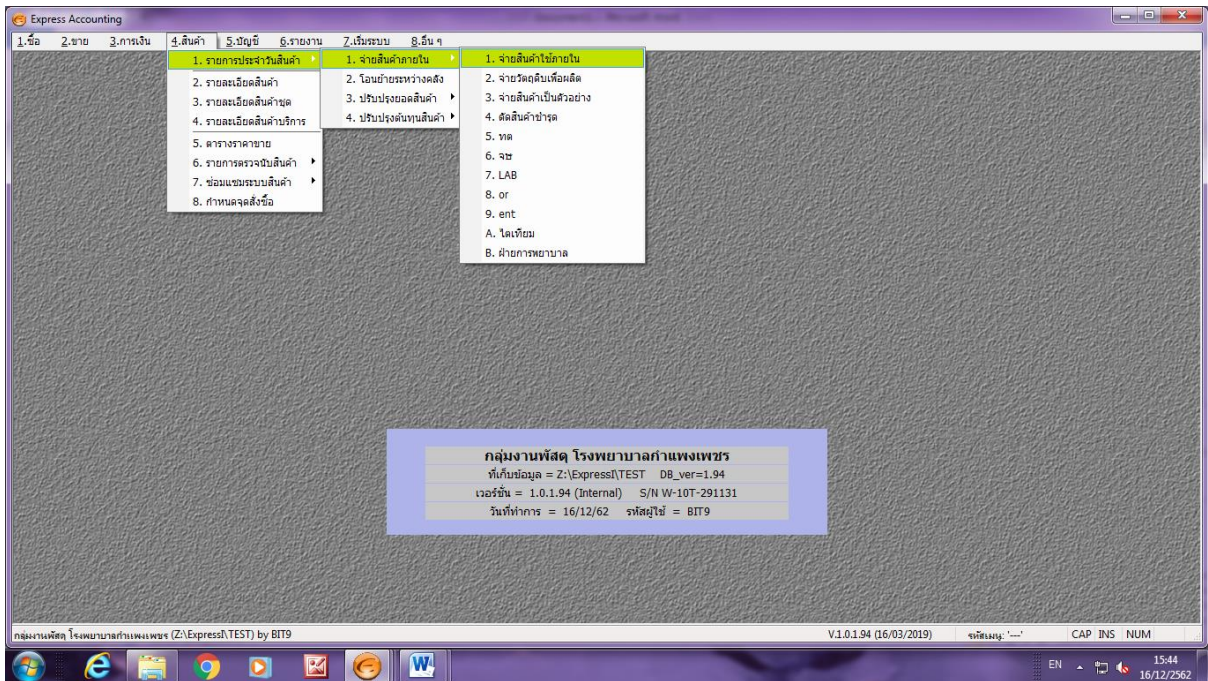 Express Accounting
1.ซื้อ 2.ขาย 3.การเงิน 4.สินค้า 5.บัญชี 6.รายงาน 7.เริ่มระบบ 8.อื่น ๆ
1. รายการประจำวันสินค้า
2. รายละเอียดสินค้า
3. รายละเอียดสินค้าชุด
4. รายละเอียดสินค้าบริการ
5. ตารางราคาขาย
6. รายการตรวจนับสินค้า
7. ซ่อมแซมระบบสินค้า
8. กำหนดจุดสั่งซื้อ
1. จ่ายสินค้าภายใน
2. โอนย้ายระหว่างคลัง
3. ปรับปรุงยอดสินค้า
4. ปรับปรุงต้นทุนสินค้า
1. จ่ายสินค้าใช้ภายใน
2. จ่ายวัตถุดิบเพื่อผลิต
3. จ่ายสินค้าเป็นตัวอย่าง
4. ตัดสินค้าชำรุด
5. ทต
6. จษ
7. LAB
8. or
9. ent
A. ไตเทียม
B. ฝ่ายการพยาบาล
กลุ่มงานพัสดุ โรงพยาบาลกำแพงเพชร
ที่เก็บข้อมูล = Z:\ExpressI\TEST DB_ver=1.94
เวอร์ชั่น = 1.0.1.94 (Internal) S/N W-10T-291131
วันที่ทำการ = 16/12/62 รหัสผู้ใช้ = BIT9
กลุ่มงานพัสดุ โรงพยาบาลกำแพงเพชร (Z:\ExpressI\TEST) by BIT9 V.1.0.1.94 (16/03/2019) รหัสเมนู: '---' CAP INS NUM
EN 15:44
16/12/2562